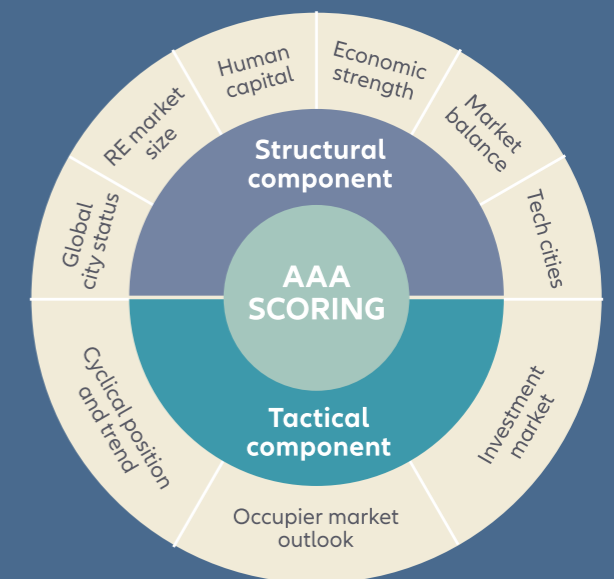 Human
capital
Economic
strength
RE market
size
Market
balance
Global
city status
Tech cities
Structural
component
AAA
SCORING
Tactical
component
Cyclical position
and trend
Investment
market
Occupier market
outlook